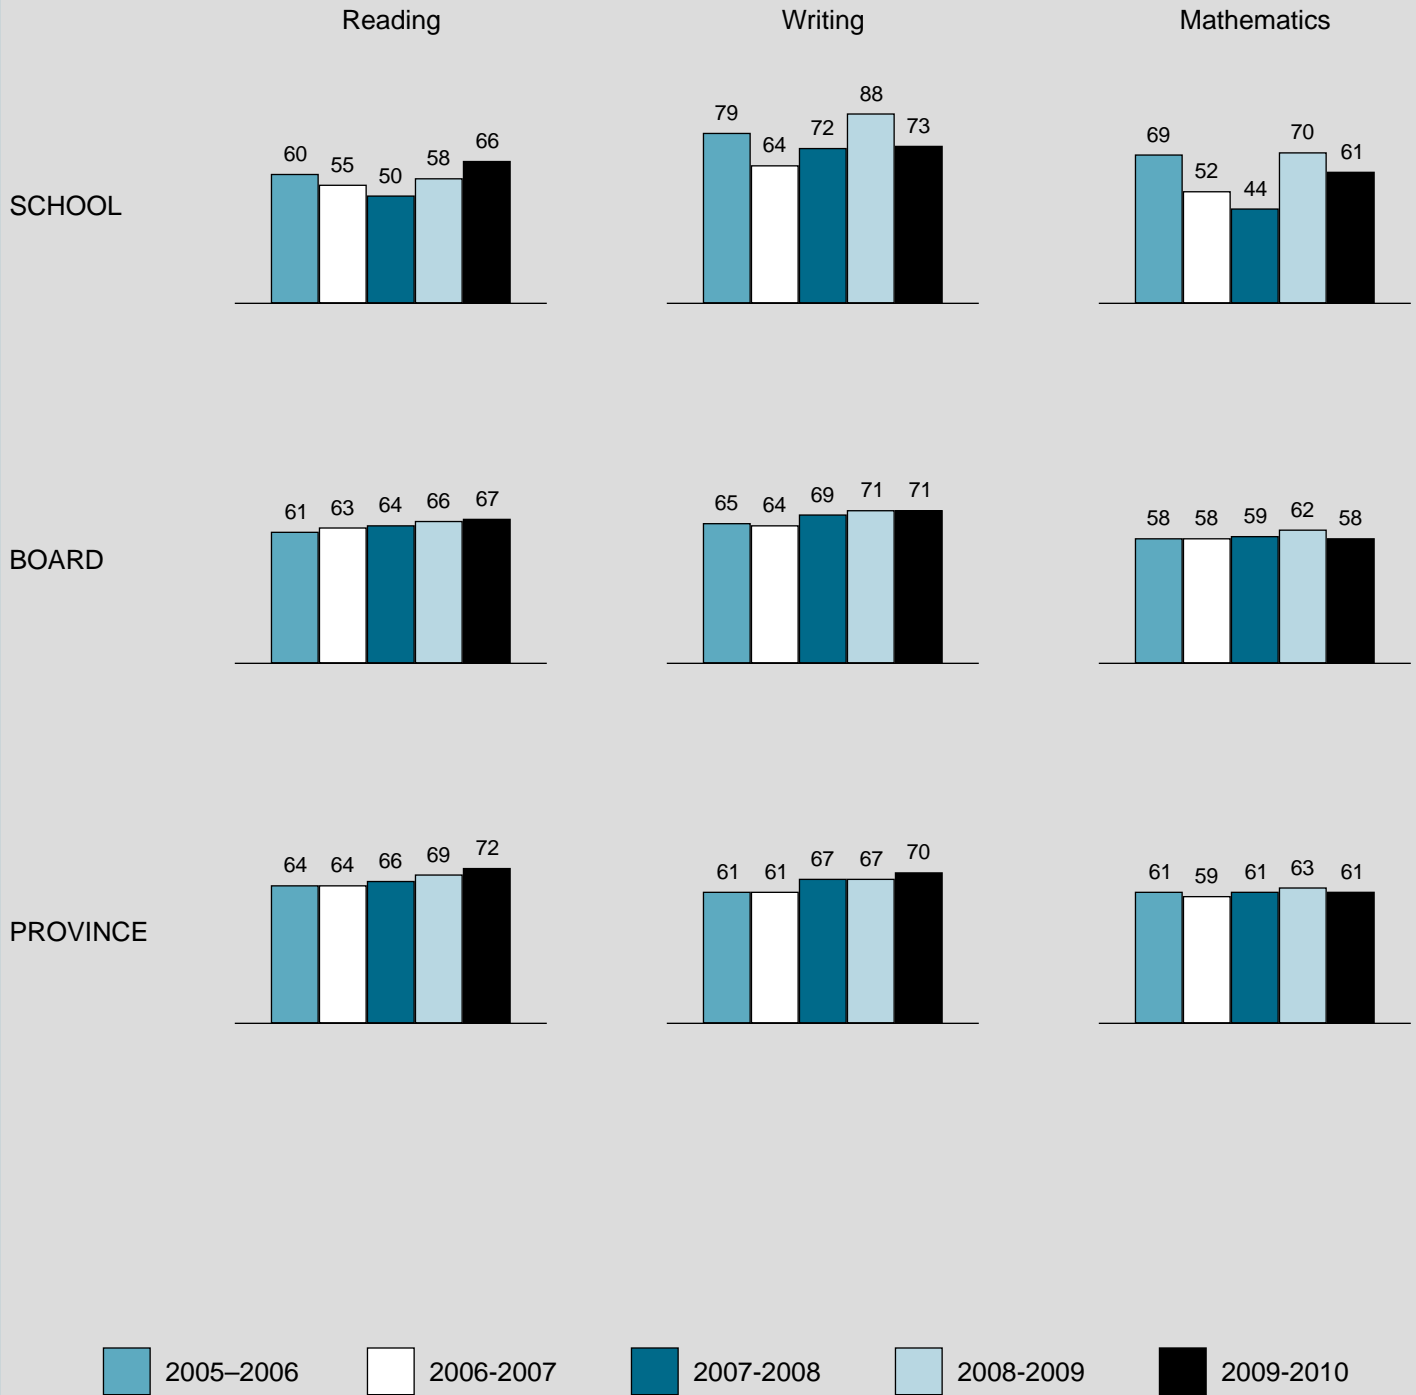 Reading Writing Mathematics
SCHOOL
60 55 50 58 66
79 64 72 88 73
69 52 44 70 61
BOARD
61 63 64 66 67
65 64 69 71 71
58 58 59 62 58
PROVINCE
64 64 66 69 72
61 61 67 67 70
61 59 61 63 61
2005–2006 2006-2007 2007-2008 2008-2009 2009-2010